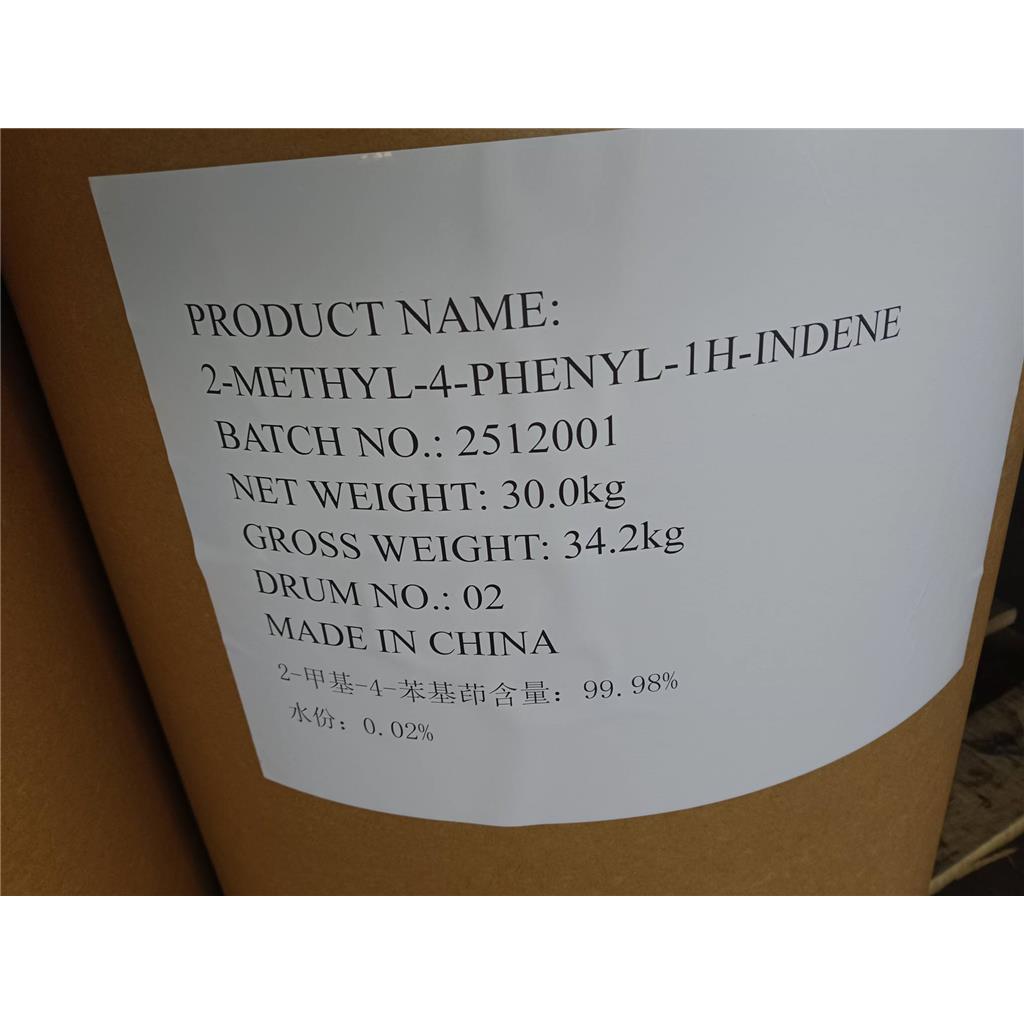 PRODUCT NAME:
2-METHYL-4-PHENYL-1H-INDENE
BATCH NO.: 2512001
NET WEIGHT: 30.0kg
GROSS WEIGHT: 34.2kg
DRUM NO.: 02
MADE IN CHINA
2-甲基-4-苯基茚含量：99.98%
水份：0.02%